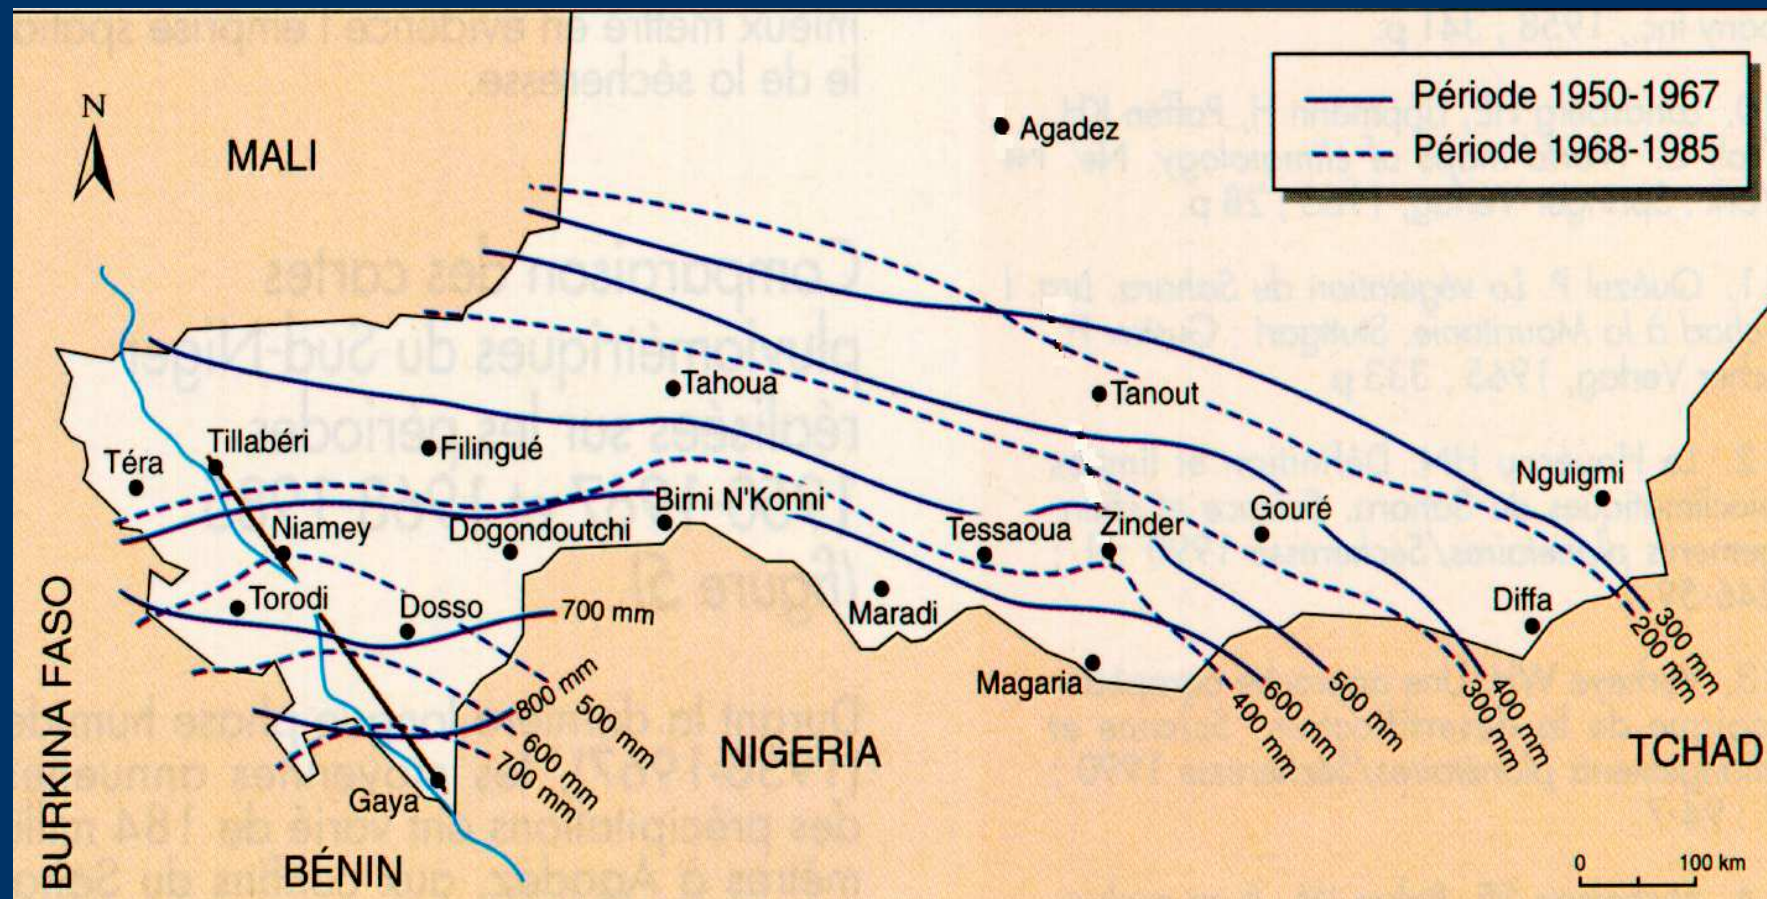 N
MALI
Agadez
Période 1950-1967
Période 1968-1985
Tahoua
Tanout
Tillabéri
Filingué
Téra
Nguigmi
Birni N'Konni
Niamey
Dogondoutchi
Tessaoua
Zinder
Gouré
Torodi
Dosso
700 mm
Maradi
Diffa
Magaria
300 mm
200 mm
400 mm
300 mm
500 mm
600 mm
400 mm
800 mm
500 mm
600 mm
700 mm
Gaya
NIGERIA
TCHAD
BURKINA FASO
BÉNIN
0 100 km